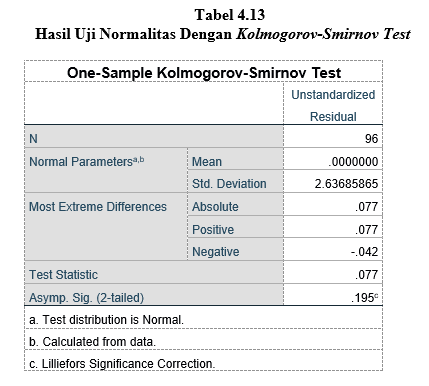 Tabel 4.13
Hasil Uji Normalitas Dengan Kolmogorov-Smirnov Test
One-Sample Kolmogorov-Smirnov Test
Unstandardized
Residual
N 96
Normal Parametersa,b Mean .0000000
Std. Deviation 2.63685865
Most Extreme Differences Absolute .077
Positive .077
Negative -.042
Test Statistic .077
Asymp. Sig. (2-tailed) .195c
a. Test distribution is Normal.
b. Calculated from data.
c. Lilliefors Significance Correction.